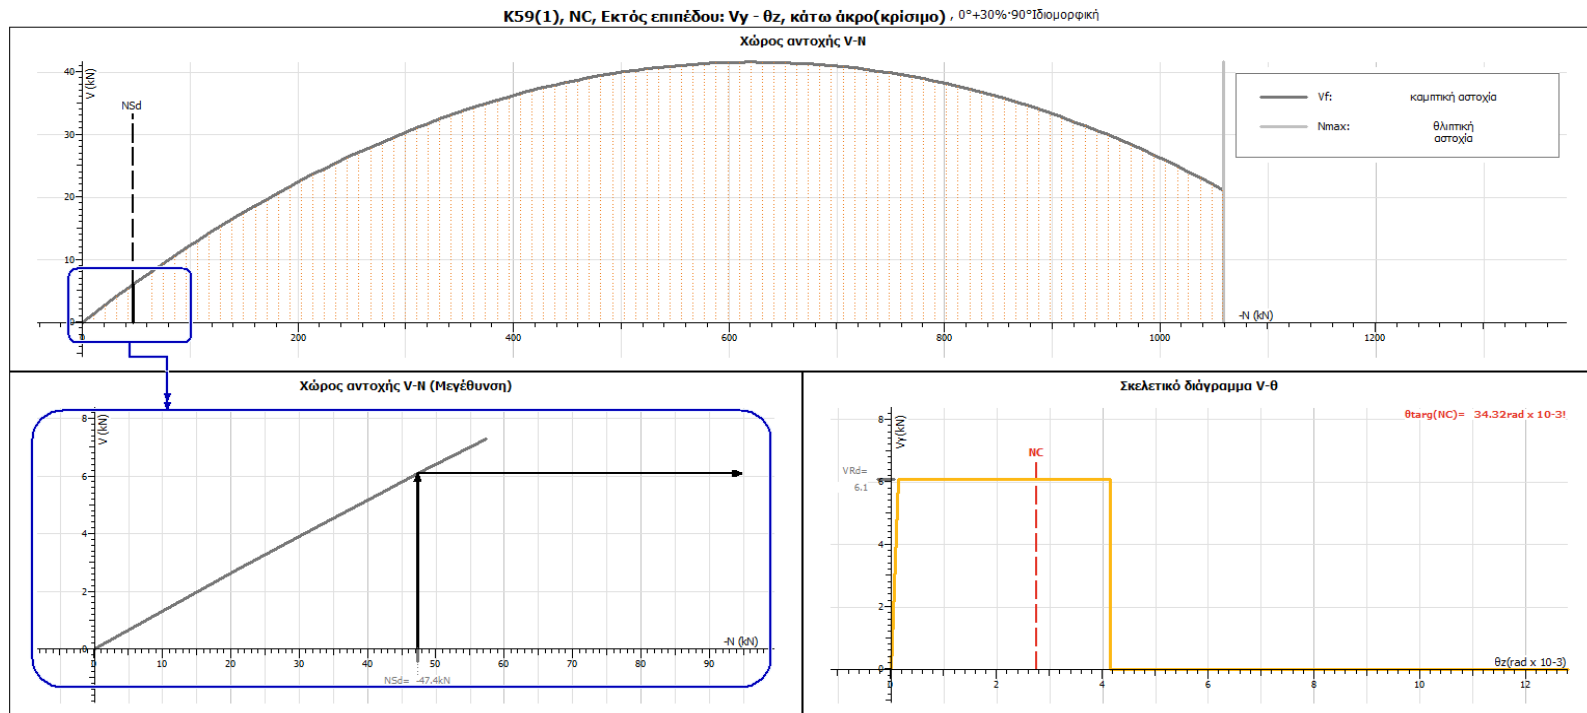 K59(1), NC, Εκτός επιπέδου: Vy - θz, κάτω άκρο(κρίσιμο) , 0°+30%·90°Ιδιομορφική
Χώρος αντοχής V-N
V (kN)
40
30
20
10
0
NSd
Vf: καμπτική αστοχία
Nmax: θλιπτική
αστοχία
-N (kN)
0 200 400 600 800 1000 1200
Χώρος αντοχής V-N (Μεγέθυνση)
V (kN)
8
6
4
2
0
-N (kN)
0 10 20 30 40 50 60 70 80 90
NSd= -47.4kN
Σκελετικό διάγραμμα V-θ
θtarg(NC)= 34.32rad x 10-3!
Vy(kN)
8
NC
VRd=
6.1
6
4
2
0
θz(rad x 10-3)
0 2 4 6 8 10 12